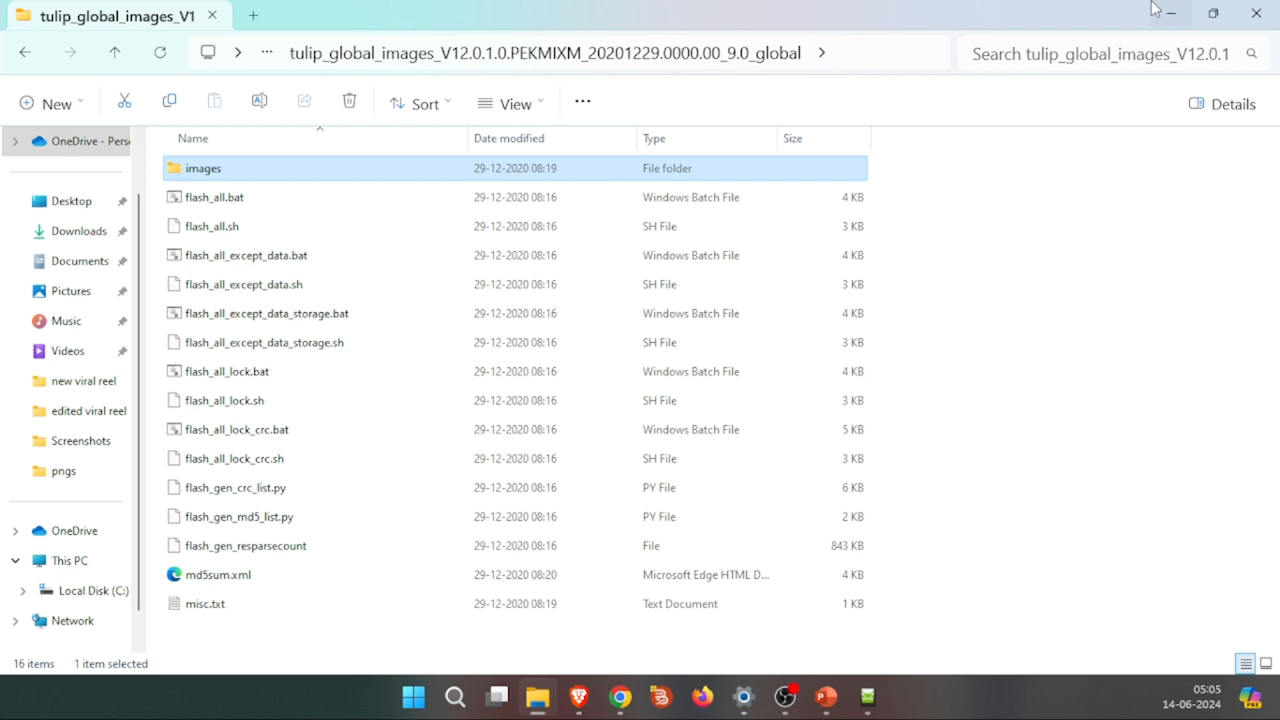 tulip_global_images_V1
tulip_global_images_V12.0.1.0.PEKMIXM_20201229.0000.00_9.0_global
Search tulip_global_images_V12.0.1
New
Sort
View
Details
Name Date modified Type Size
OneDrive - Perso
Desktop
Downloads
Documents
Pictures
Music
Videos
new viral reel
edited viral reel
Screenshots
pngs
OneDrive
This PC
Local Disk (C:)
Network
images 29-12-2020 08:19 File folder
flash_all.bat 29-12-2020 08:16 Windows Batch File 4 KB
flash_all.sh 29-12-2020 08:16 SH File 3 KB
flash_all_except_data.bat 29-12-2020 08:16 Windows Batch File 4 KB
flash_all_except_data.sh 29-12-2020 08:16 SH File 3 KB
flash_all_except_data_storage.bat 29-12-2020 08:16 Windows Batch File 4 KB
flash_all_except_data_storage.sh 29-12-2020 08:16 SH File 3 KB
flash_all_lock.bat 29-12-2020 08:16 Windows Batch File 4 KB
flash_all_lock.sh 29-12-2020 08:16 SH File 3 KB
flash_all_lock_crc.bat 29-12-2020 08:16 Windows Batch File 5 KB
flash_all_lock_crc.sh 29-12-2020 08:16 SH File 3 KB
flash_gen_crc_list.py 29-12-2020 08:16 PY File 6 KB
flash_gen_md5_list.py 29-12-2020 08:16 PY File 2 KB
flash_gen_resparsecount 29-12-2020 08:16 File 843 KB
md5sum.xml 29-12-2020 08:20 Microsoft Edge HTML D... 4 KB
misc.txt 29-12-2020 08:19 Text Document 1 KB
16 items 1 item selected
05:05
14-06-2024
PRE